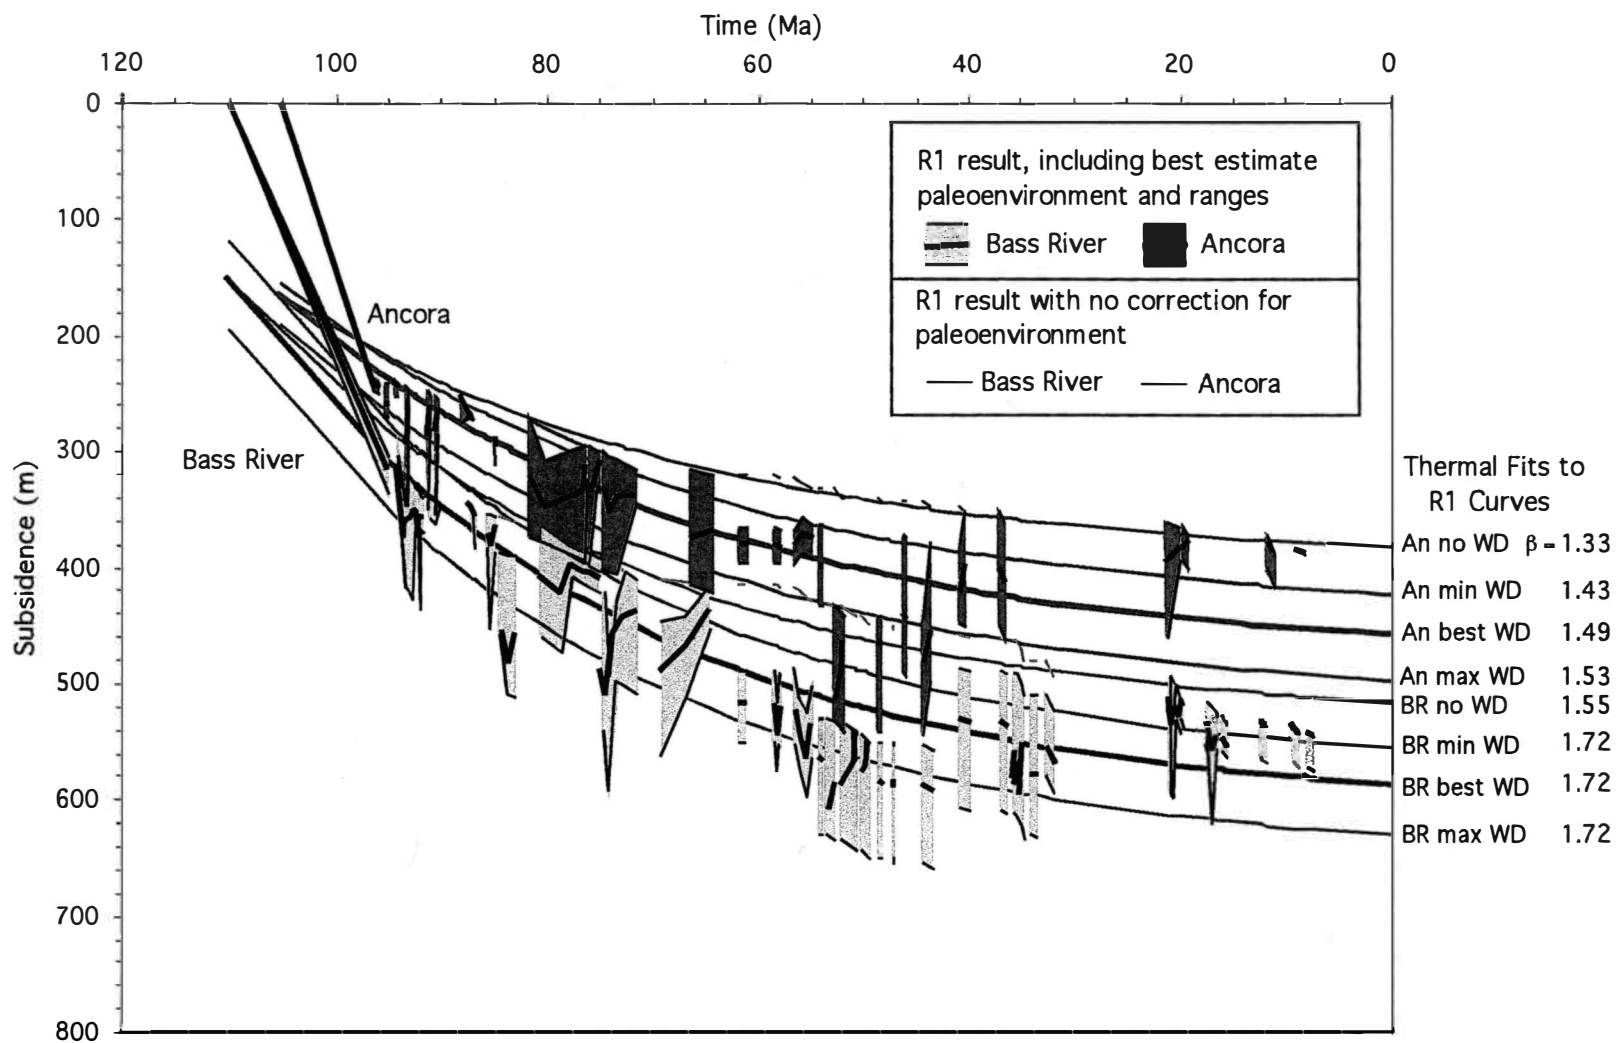 Time (Ma)
120 100 80 60 40 20 0
0
100
200
300
400
500
600
700
800
Subsidence (m)
R1 result, including best estimate
paleoenvironment and ranges
Bass River Ancora
R1 result with no correction for
paleoenvironment
Bass River Ancora
Ancora
Bass River
Thermal Fits to
R1 Curves
An no WD β = 1.33
An min WD 1.43
An best WD 1.49
An max WD 1.53
BR no WD 1.55
BR min WD 1.72
BR best WD 1.72
BR max WD 1.72